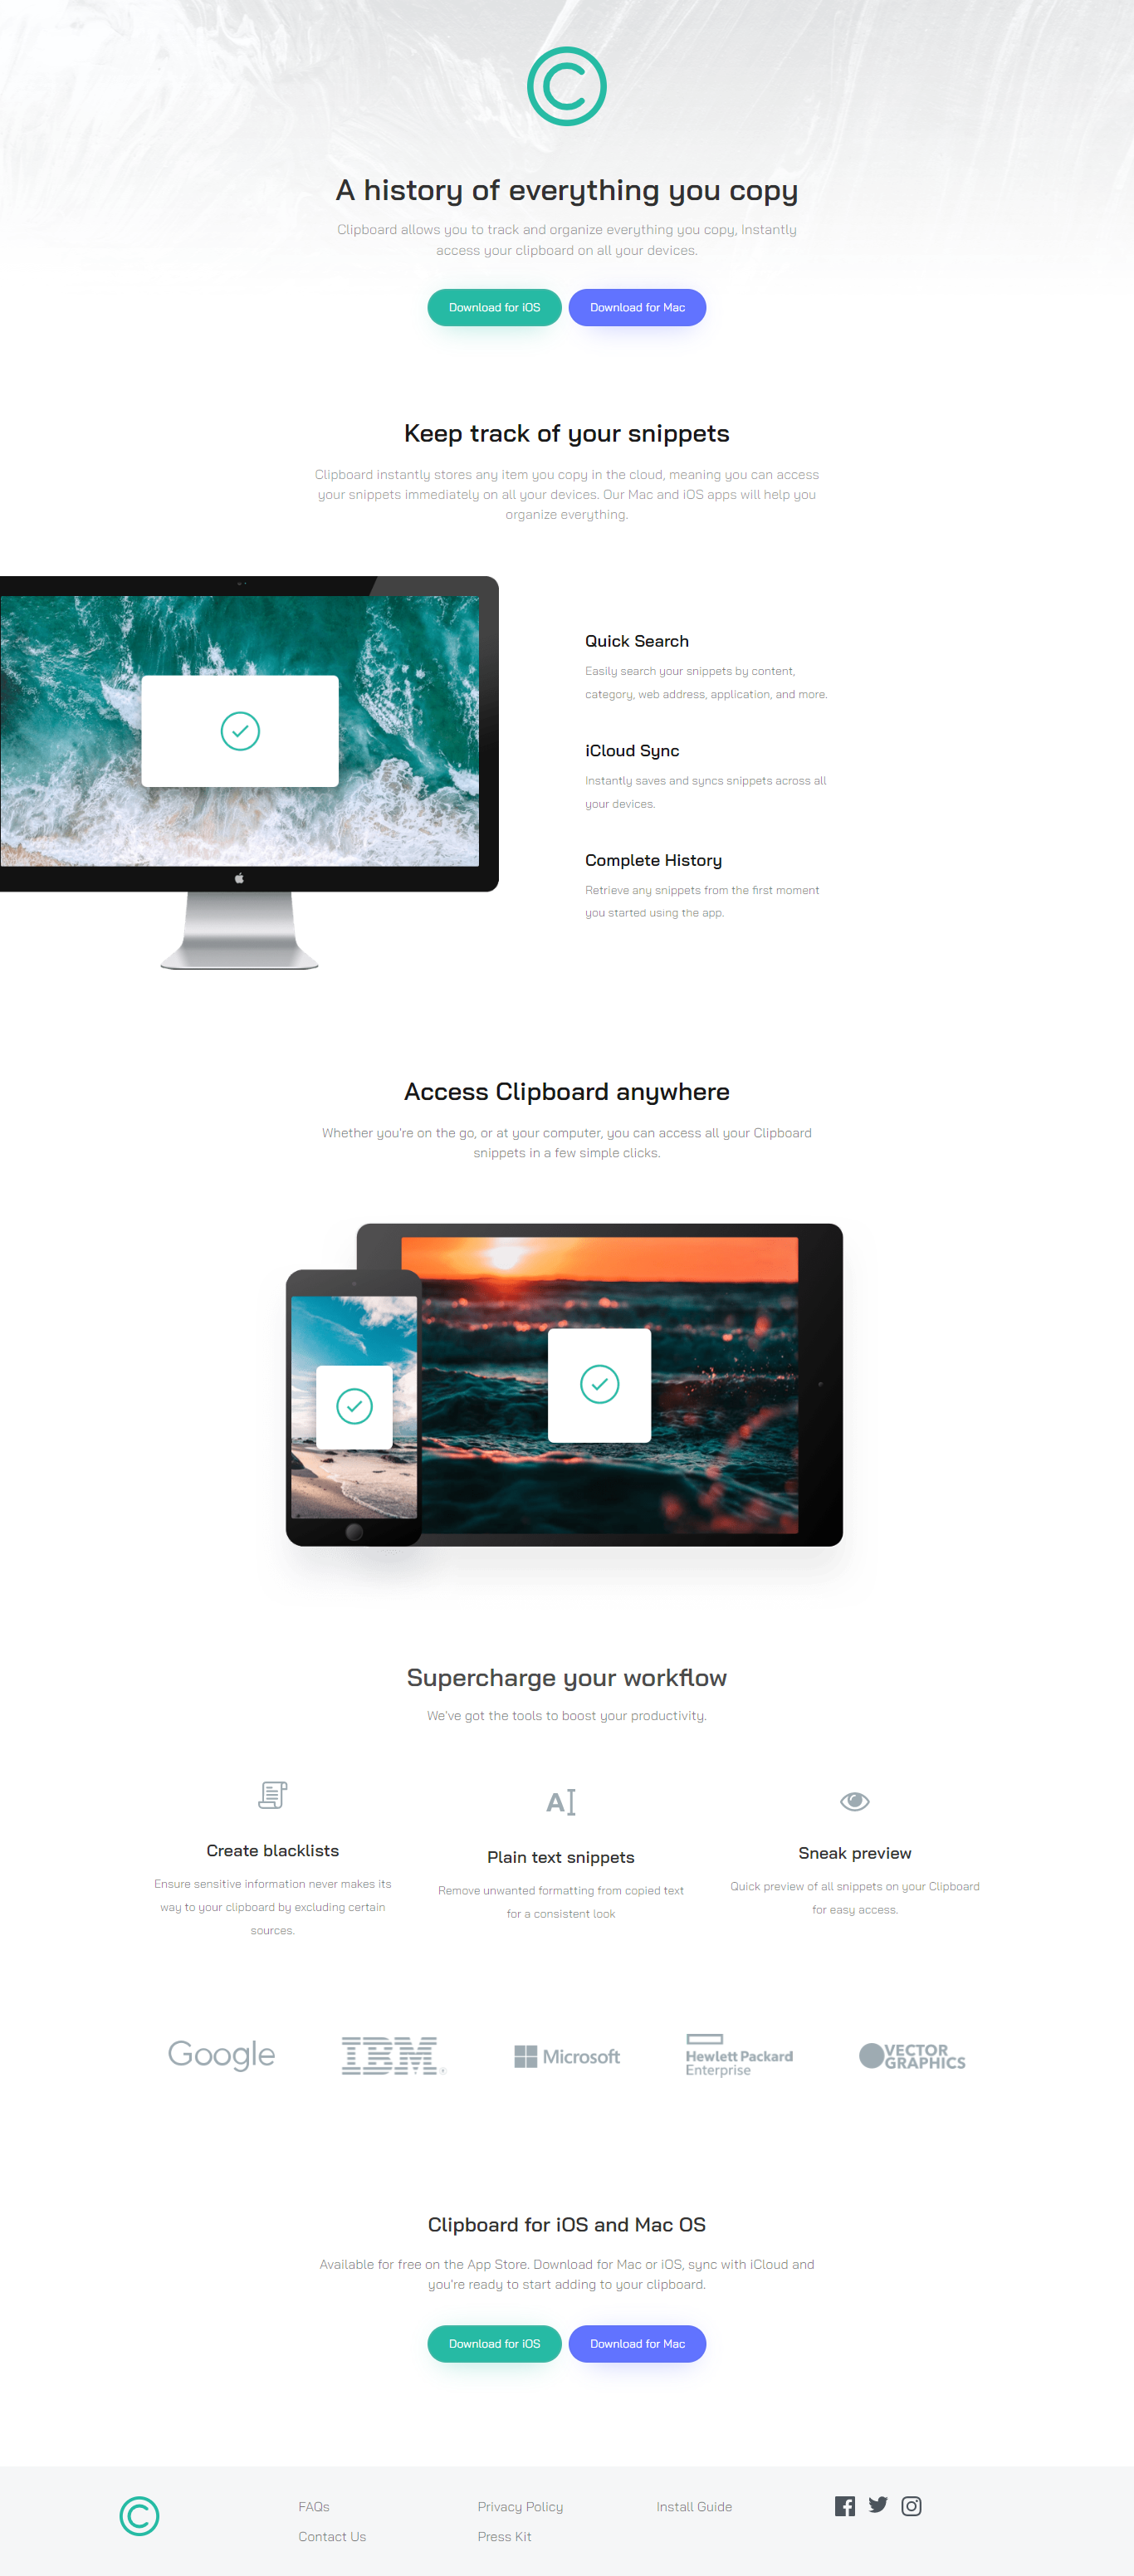 A history of everything you copy
Clipboard allows you to track and organize everything you copy, Instantly
access your clipboard on all your devices.
Download for iOS
Download for Mac
Keep track of your snippets
Clipboard instantly stores any item you copy in the cloud, meaning you can access
your snippets immediately on all your devices. Our Mac and iOS apps will help you
organize everything.
Quick Search
Easily search your snippets by content,
category, web address, application, and more.
iCloud Sync
Instantly saves and syncs snippets across all
your devices.
Complete History
Retrieve any snippets from the first moment
you started using the app.
Access Clipboard anywhere
Whether you're on the go, or at your computer, you can access all your Clipboard
snippets in a few simple clicks.
Supercharge your workflow
We've got the tools to boost your productivity.
A
Create blacklists
Ensure sensitive information never makes its
way to your clipboard by excluding certain
sources.
Plain text snippets
Remove unwanted formatting from copied text
for a consistent look
Sneak preview
Quick preview of all snippets on your Clipboard
for easy access.
Google
IBM
Microsoft
Hewlett Packard
Enterprise
VECTOR
GRAPHICS
Clipboard for iOS and Mac OS
Available for free on the App Store. Download for Mac or iOS, sync with iCloud and
you're ready to start adding to your clipboard.
Download for iOS
Download for Mac
FAQs
Contact Us
Privacy Policy
Press Kit
Install Guide